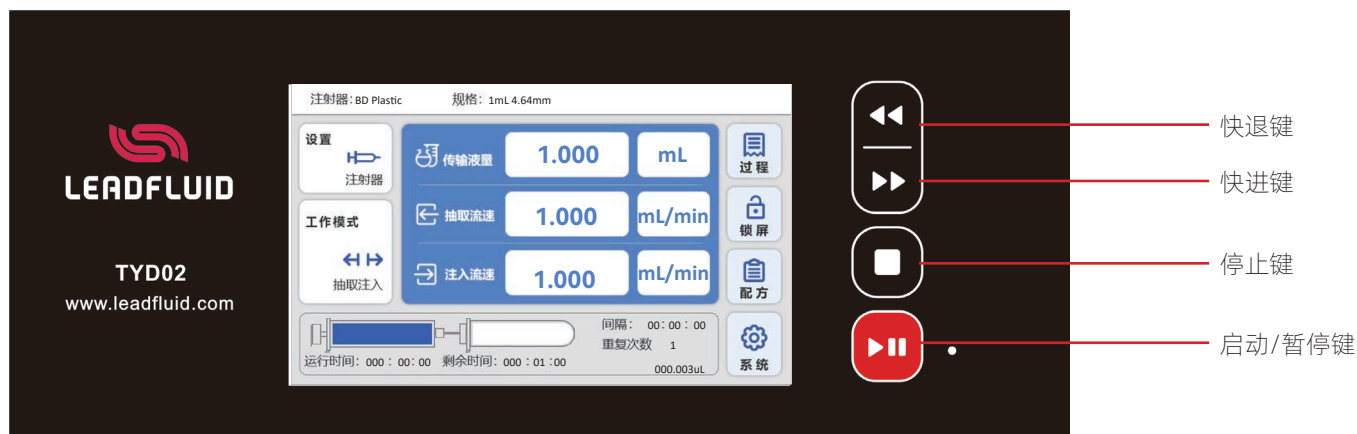 注射器:BD Plastic 规格:1mL 4.64mm
LEADFLUID
TYD02
www.leadfluid.com
设置
注射器
工作模式
抽取注入
传输液量 1.000 mL
抽取流速 1.000 mL/min
注入流速 1.000 mL/min
间隔: 00:00:00
重复次数 1
运行时间:000:00:00 剩余时间:000:01:00
000.003uL
过程
锁屏
配方
系统
快退键
快进键
停止键
启动/暂停键